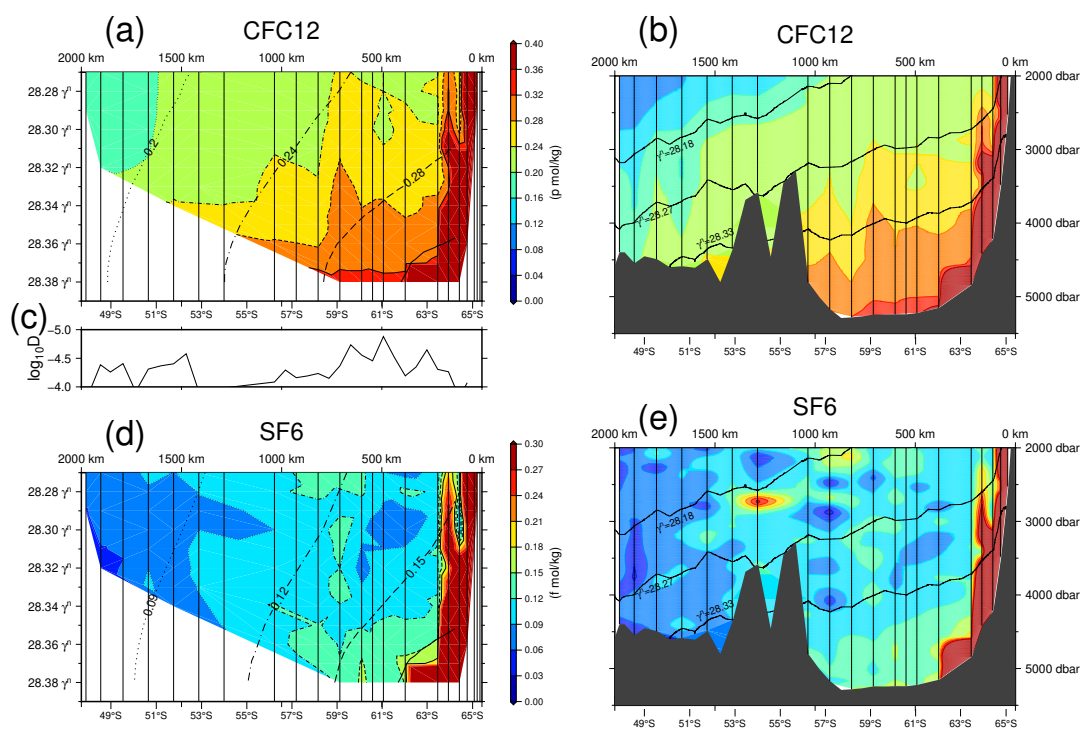 (a) CFC12
2000 km 1500 km 1000 km 500 km 0 km
28.28 γⁿ
28.30 γⁿ
28.32 γⁿ
28.34 γⁿ
28.36 γⁿ
28.38 γⁿ
0.2
0.24
0.28
49°S 51°S 53°S 55°S 57°S 59°S 61°S 63°S 65°S
0.40
0.36
0.32
0.28
0.24
0.20
0.16
0.12
0.08
0.04
0.00
(p mol/kg)
(b) CFC12
2000 km 1500 km 1000 km 500 km 0 km
2000 dbar
3000 dbar
4000 dbar
5000 dbar
γⁿ=28.18
γⁿ=28.27
γⁿ=28.33
49°S 51°S 53°S 55°S 57°S 59°S 61°S 63°S 65°S
(c)
log₁₀D
−5.0
−4.5
−4.0
(d) SF6
2000 km 1500 km 1000 km 500 km 0 km
28.28 γⁿ
28.30 γⁿ
28.32 γⁿ
28.34 γⁿ
28.36 γⁿ
28.38 γⁿ
0.09
0.12
0.15
49°S 51°S 53°S 55°S 57°S 59°S 61°S 63°S 65°S
0.30
0.27
0.24
0.21
0.18
0.15
0.12
0.09
0.06
0.03
0.00
(f mol/kg)
(e) SF6
2000 km 1500 km 1000 km 500 km 0 km
2000 dbar
3000 dbar
4000 dbar
5000 dbar
γⁿ=28.18
γⁿ=28.27
γⁿ=28.33
49°S 51°S 53°S 55°S 57°S 59°S 61°S 63°S 65°S